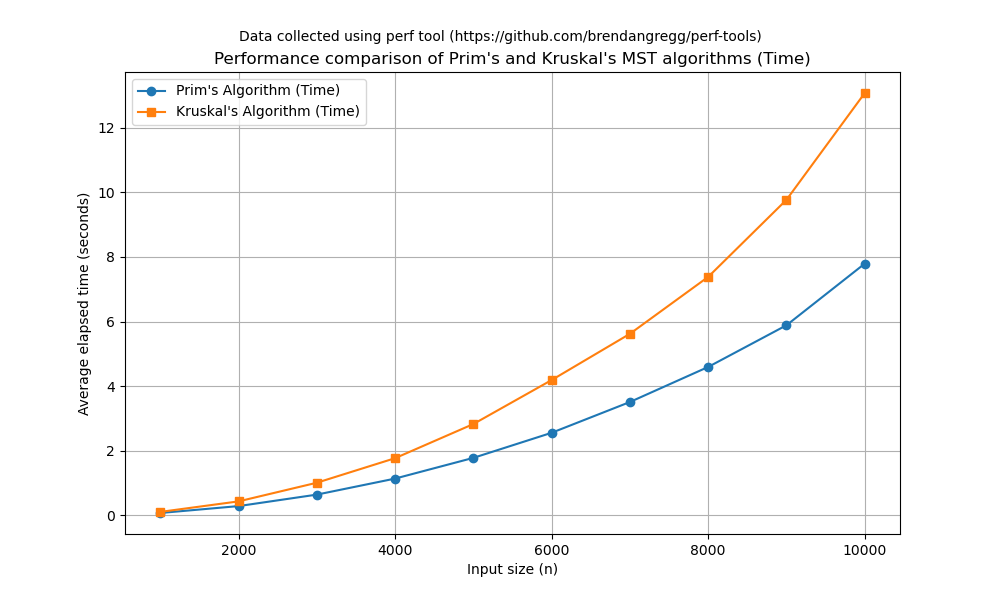 Data collected using perf tool (https://github.com/brendangregg/perf-tools)
Performance comparison of Prim's and Kruskal's MST algorithms (Time)
Prim's Algorithm (Time)
Kruskal's Algorithm (Time)
Average elapsed time (seconds)
12
10
8
6
4
2
0
2000 4000 6000 8000 10000
Input size (n)